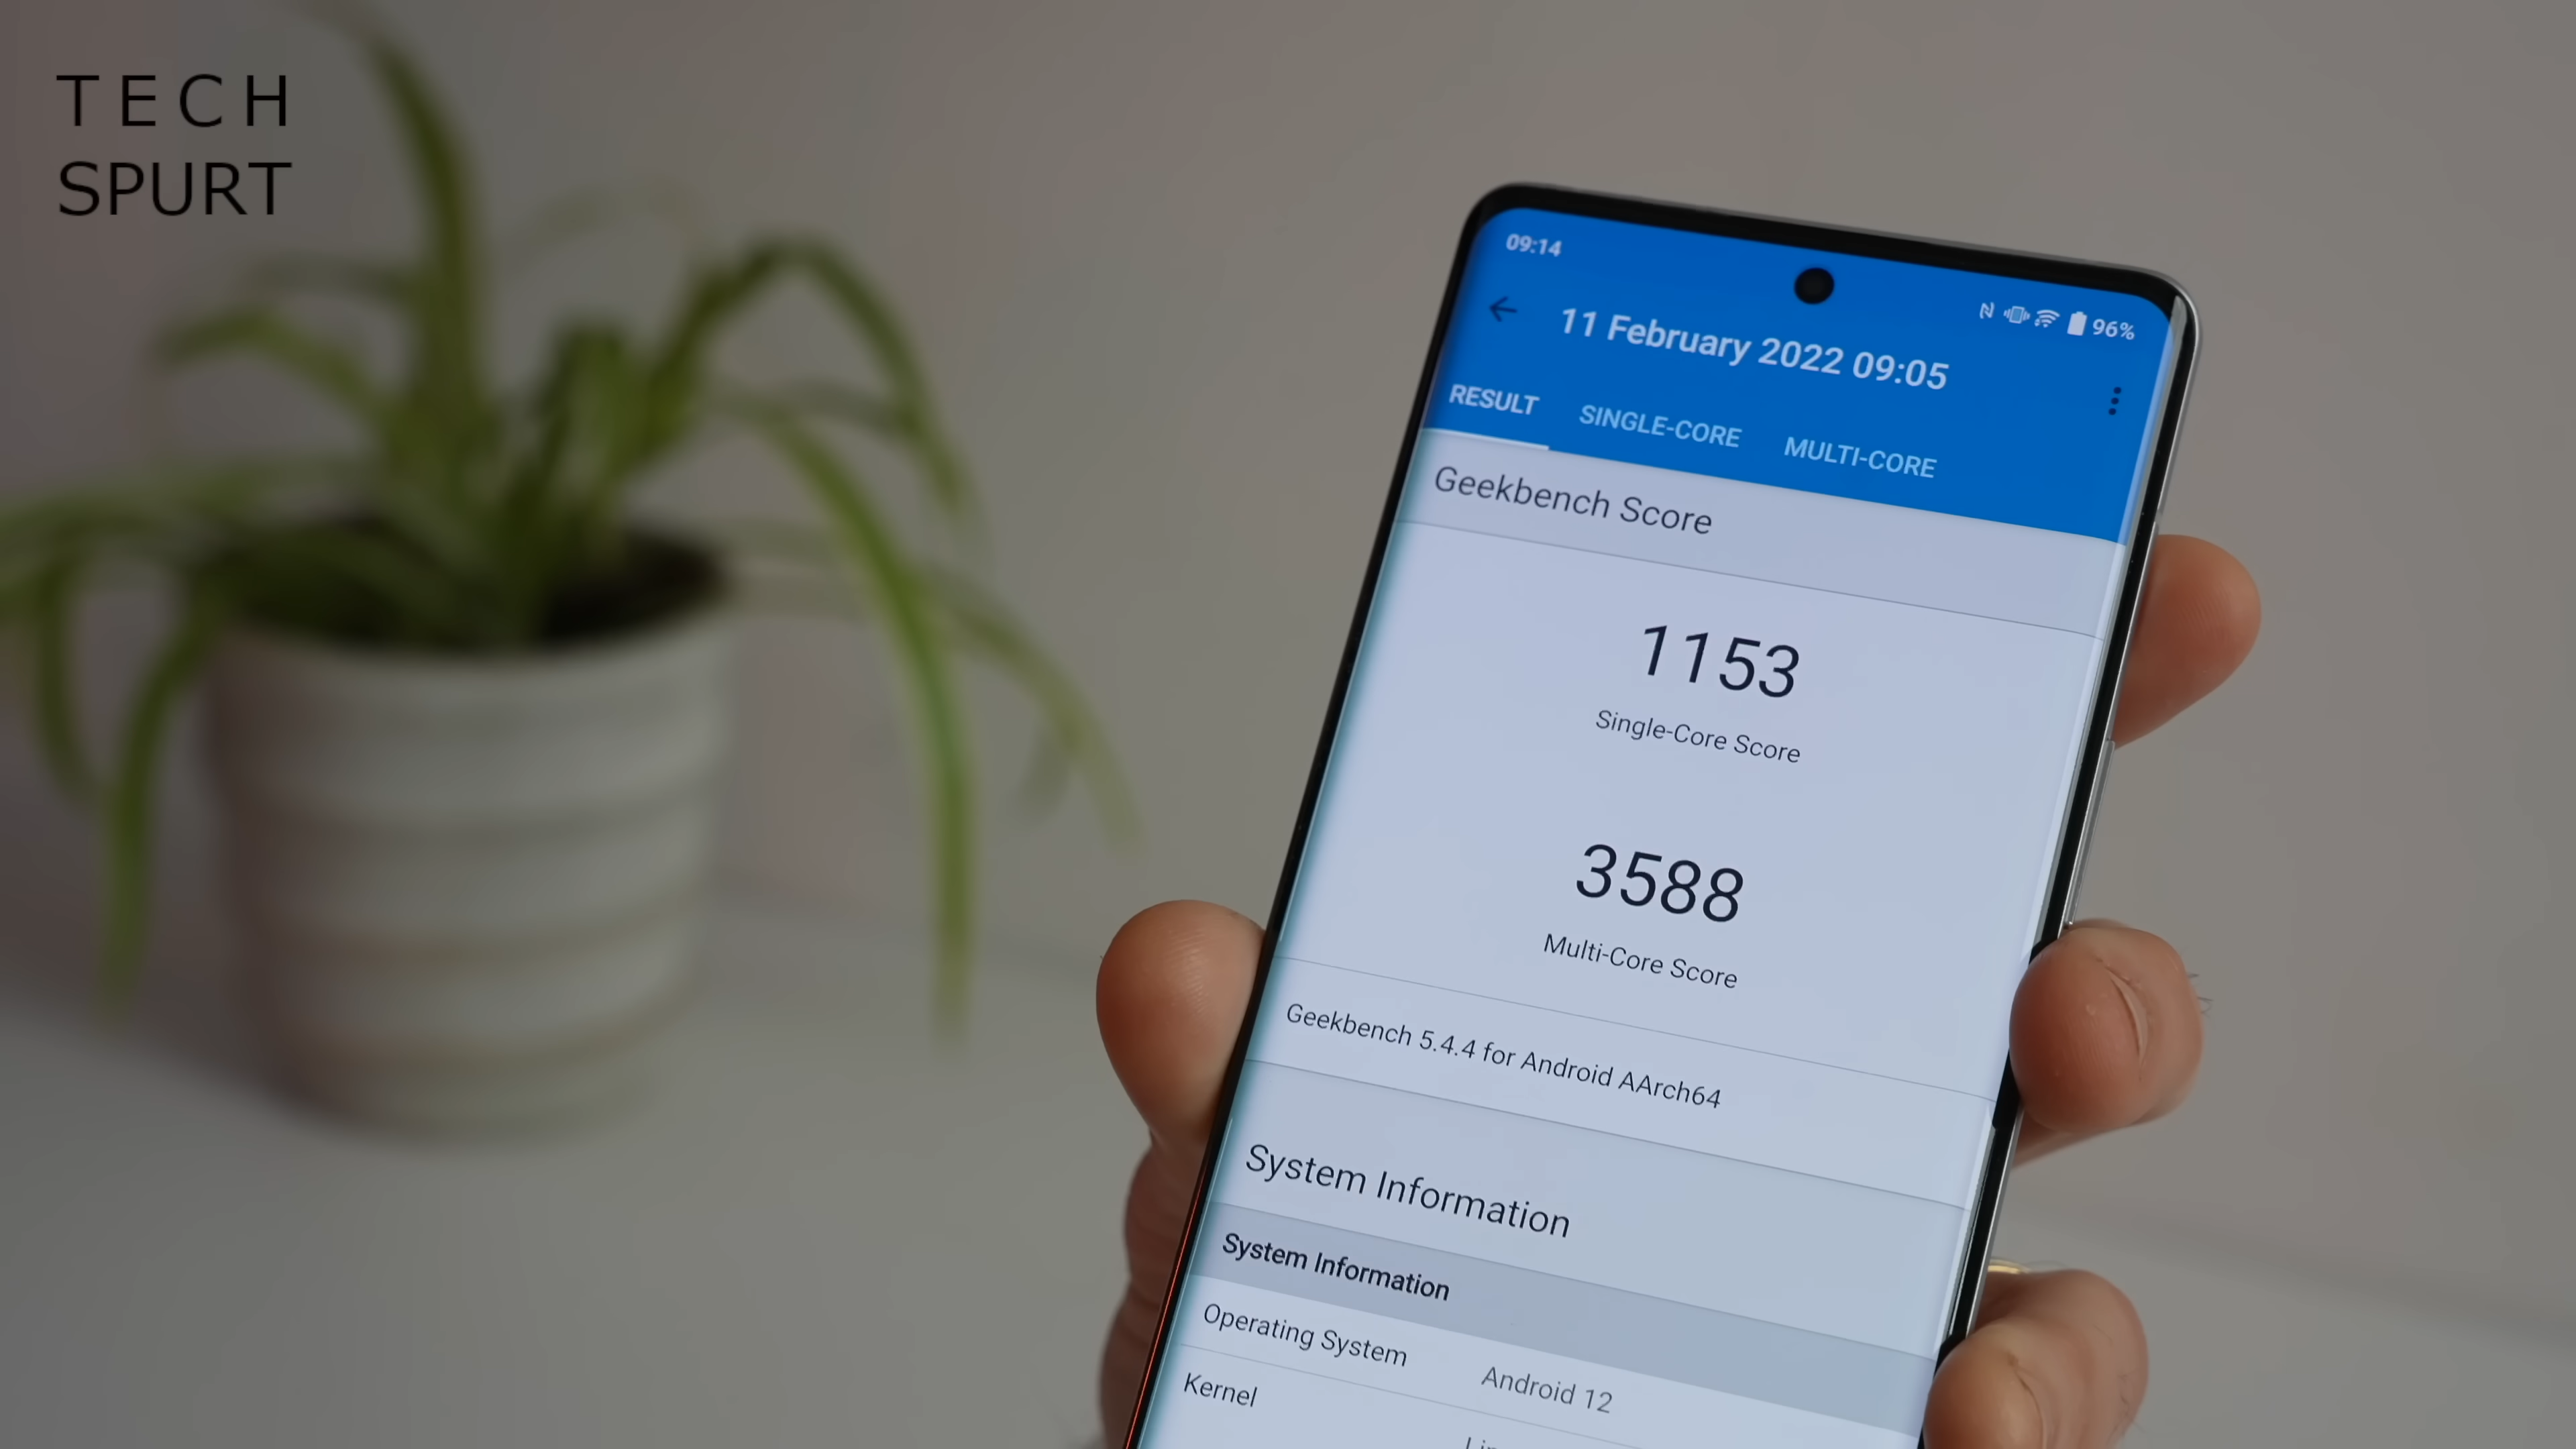 TECH
SPURT
09:14
96%
11 February 2022 09:05
RESULT
SINGLE-CORE
MULTI-CORE
Geekbench Score
1153
Single-Core Score
3588
Multi-Core Score
Geekbench 5.4.4 for Android AArch64
System Information
System Information
Operating System
Android 12
Kernel